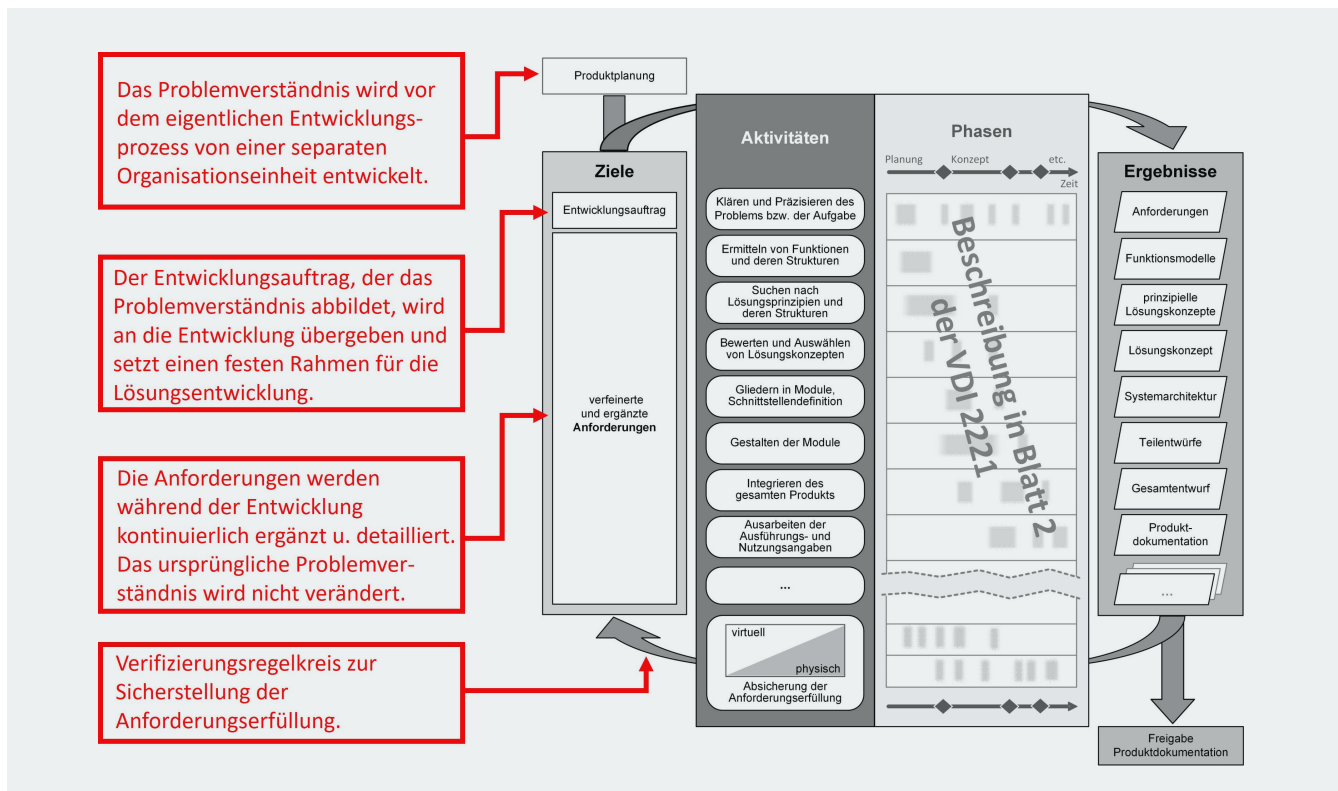 Das Problemverständnis wird vor
dem eigentlichen Entwicklungs-
prozess von einer separaten
Organisationseinheit entwickelt.
Der Entwicklungsauftrag, der das
Problemverständnis abbildet, wird
an die Entwicklung übergeben und
setzt einen festen Rahmen für die
Lösungsentwicklung.
Die Anforderungen werden
während der Entwicklung
kontinuierlich ergänzt u. detailliert.
Das ursprüngliche Problemver-
ständnis wird nicht verändert.
Verifizierungsregelkreis zur
Sicherstellung der
Anforderungserfüllung.
Produktplanung
Ziele
Entwicklungsauftrag
verfeinerte
und ergänzte
Anforderungen
Aktivitäten
Klären und Präzisieren des
Problems bzw. der Aufgabe
Ermitteln von Funktionen
und deren Strukturen
Suchen nach
Lösungsprinzipien und
deren Strukturen
Bewerten und Auswählen
von Lösungskonzepten
Gliedern in Module,
Schnittstellendefinition
Gestalten der Module
Integrieren des
gesamten Produkts
Ausarbeiten der
Ausführungs- und
Nutzungsangaben
...
virtuell
physisch
Absicherung der
Anforderungserfüllung
Phasen
Planung Konzept etc.
Zeit
Beschreibung in Blatt 2
der VDI 2221
Ergebnisse
Anforderungen
Funktionsmodelle
prinzipielle
Lösungskonzepte
Lösungskonzept
Systemarchitektur
Teilentwürfe
Gesamtentwurf
Produkt-
dokumentation
...
Freigabe
Produktdokumentation